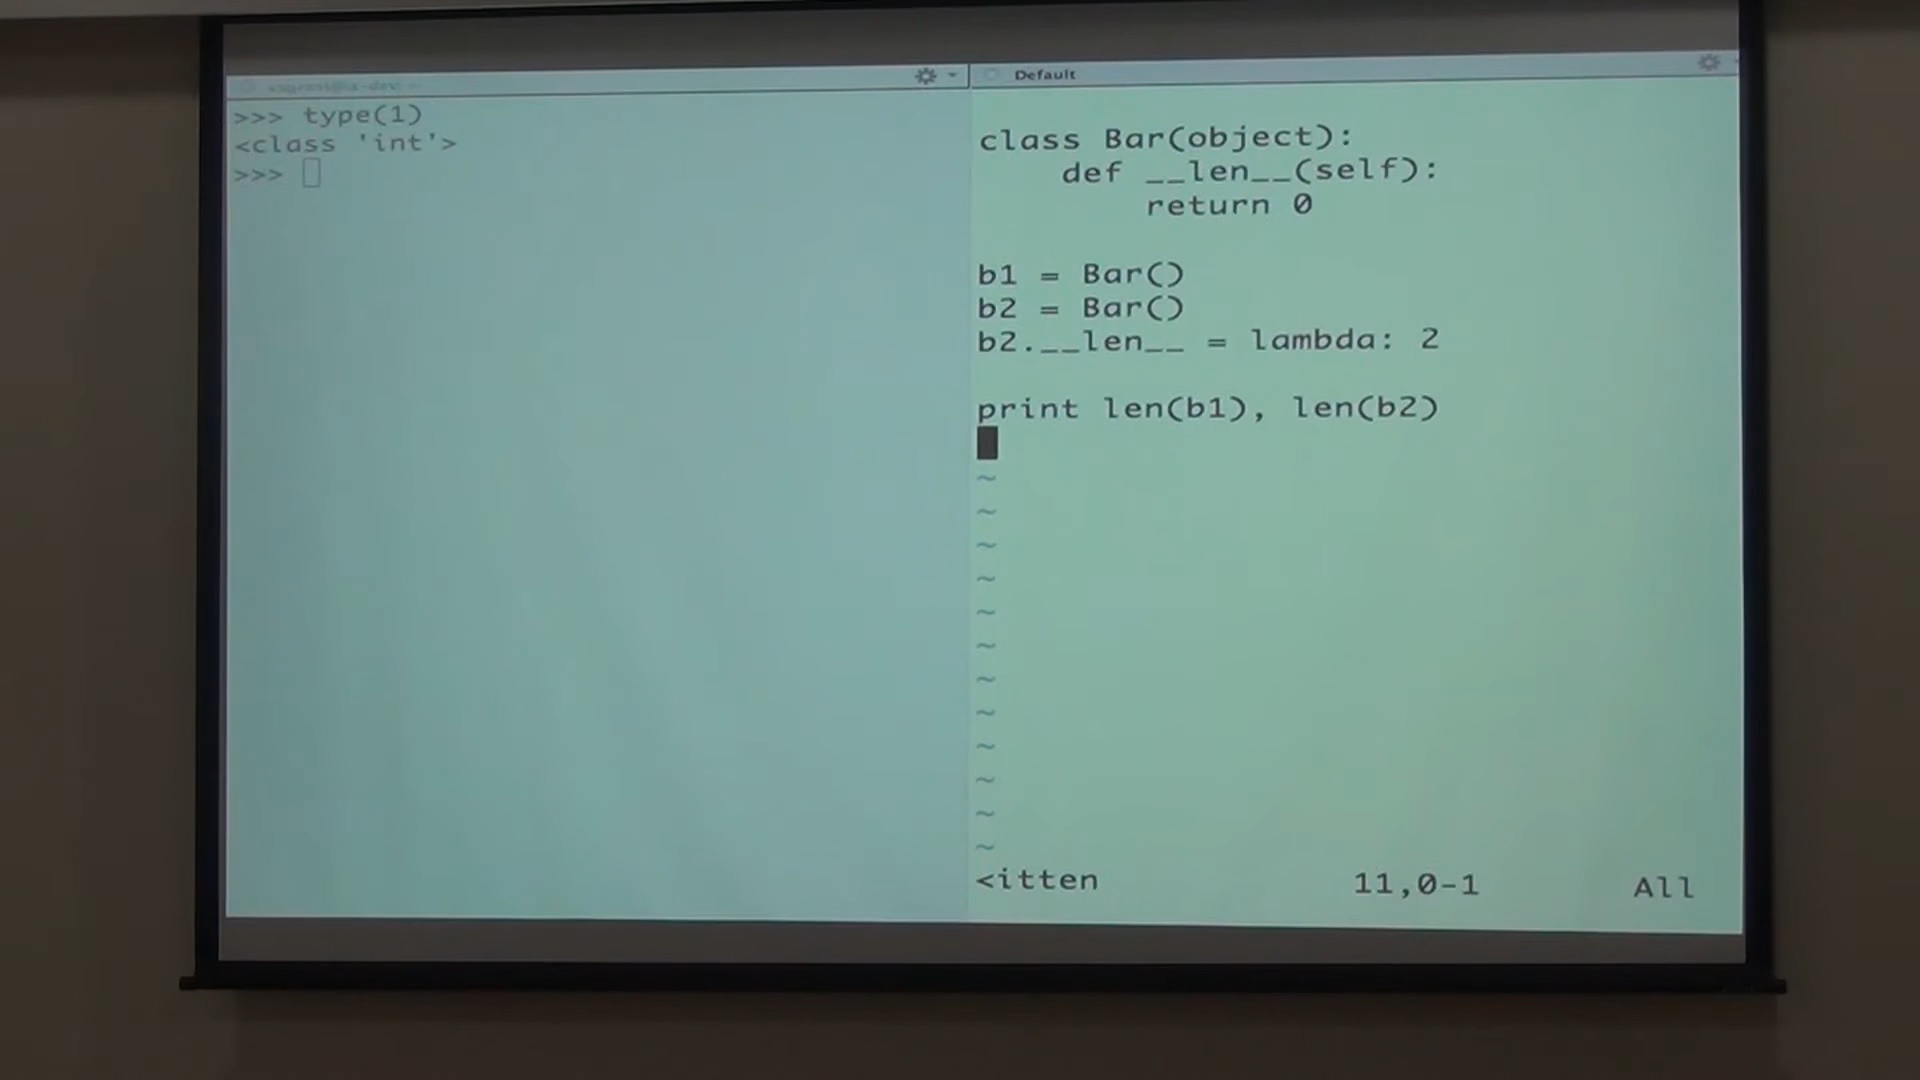 >>> type(1)
<class 'int'>
>>>
Default
class Bar(object):
    def __len__(self):
        return 0
b1 = Bar()
b2 = Bar()
b2.__len__ = lambda: 2
print len(b1), len(b2)
~
~
~
~
~
~
~
~
~
~
~
~
<itten 11,0-1 All